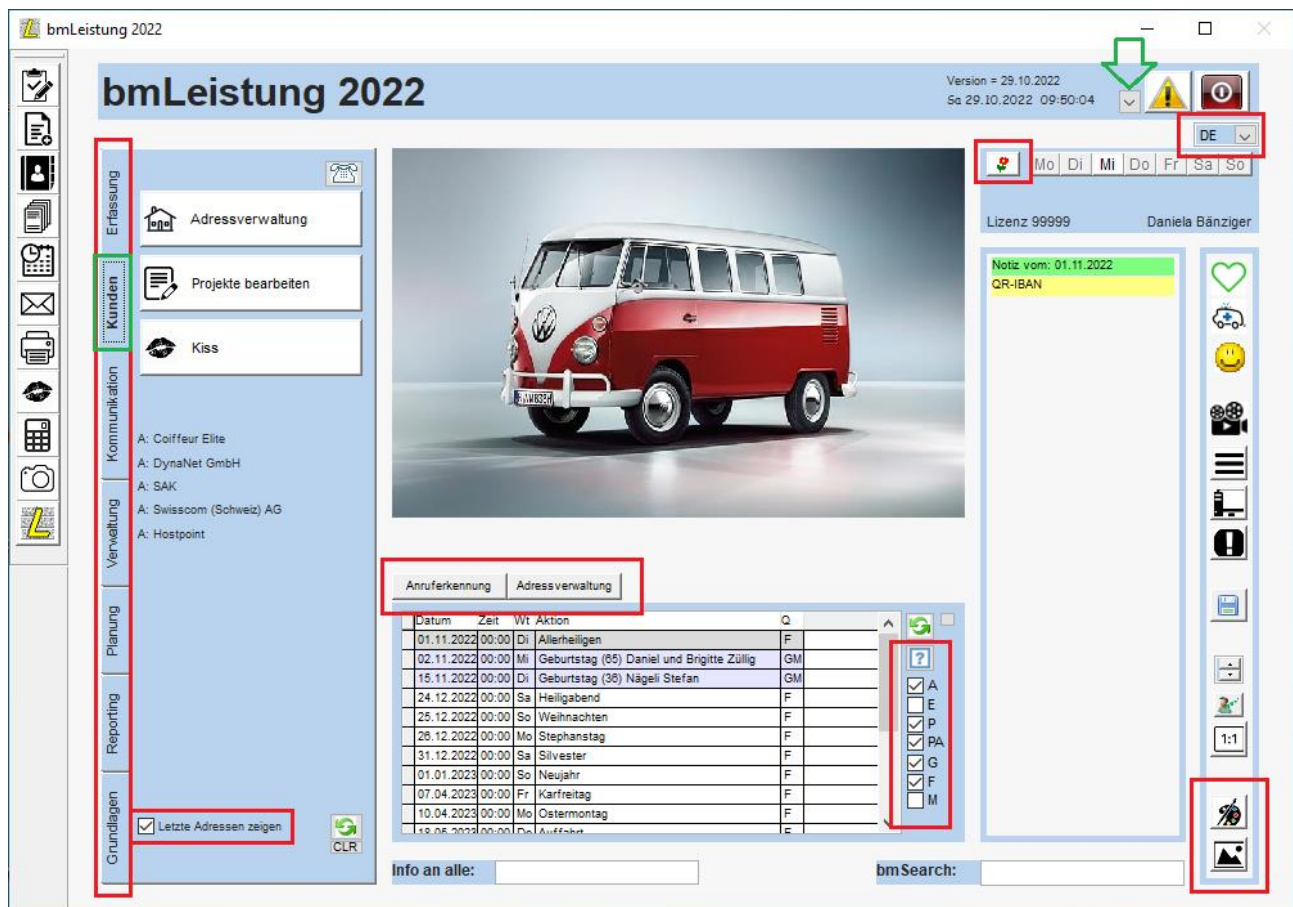 bmLeistung 2022
bmLeistung 2022
Version = 29.10.2022
Sa 29.10.2022 09:50:04
DE
Mo Di Mi Do Fr Sa So
Lizenz 99999 Daniela Bänziger
Erfassung
Kunden
Kommunikation
Verwaltung
Planung
Reporting
Grundlagen
Adressverwaltung
Projekte bearbeiten
Kiss
A: Coiffeur Elite
A: DynaNet GmbH
A: SAK
A: Swisscom (Schweiz) AG
A: Hostpoint
Letzte Adressen zeigen
CLR
Notiz vom: 01.11.2022
QR-IBAN
Anruferkennung Adressverwaltung
Datum Zeit Wt Aktion Q
01.11.2022 00:00 Di Allerheiligen F
02.11.2022 00:00 Mi Geburtstag (65) Daniel und Brigitte Züllig GM
15.11.2022 00:00 Di Geburtstag (36) Nägeli Stefan GM
24.12.2022 00:00 Sa Heiligabend F
25.12.2022 00:00 So Weihnachten F
26.12.2022 00:00 Mo Stephanstag F
31.12.2022 00:00 Sa Silvester F
01.01.2023 00:00 So Neujahr F
07.04.2023 00:00 Fr Karfreitag F
10.04.2023 00:00 Mo Ostermontag F
18.05.2023 00:00 Do Auffahrt F
?
A
E
P
PA
G
F
M
1:1
Info an alle:
bmSearch: